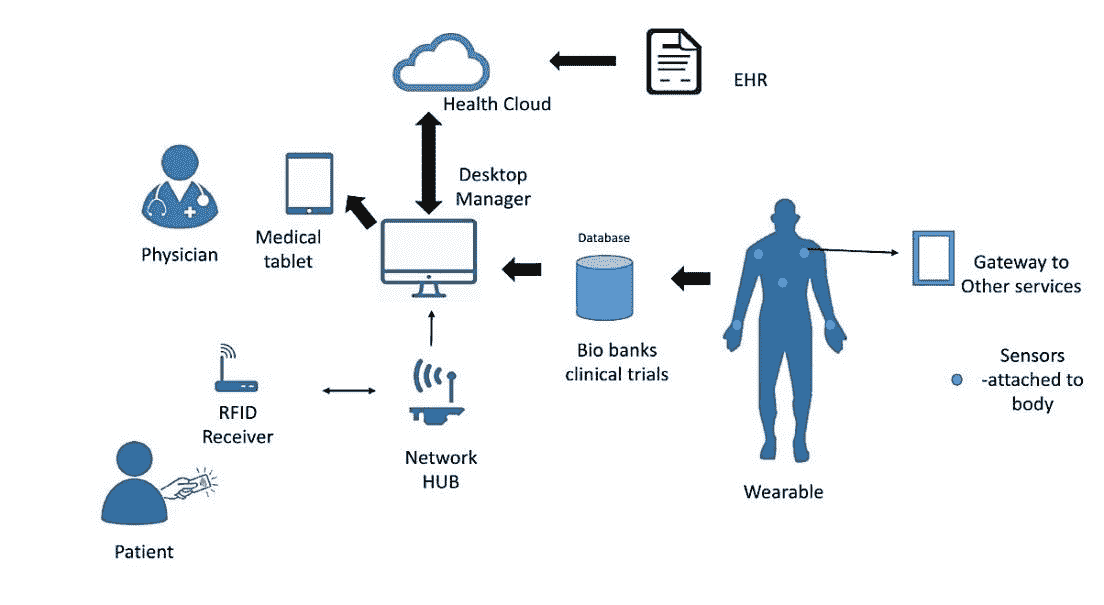 Health Cloud
EHR
Desktop
Manager
Physician
Medical
tablet
Database
Gateway to
Other services
Bio banks
clinical trials
Sensors
-attached to
body
RFID
Receiver
Network
HUB
Wearable
Patient